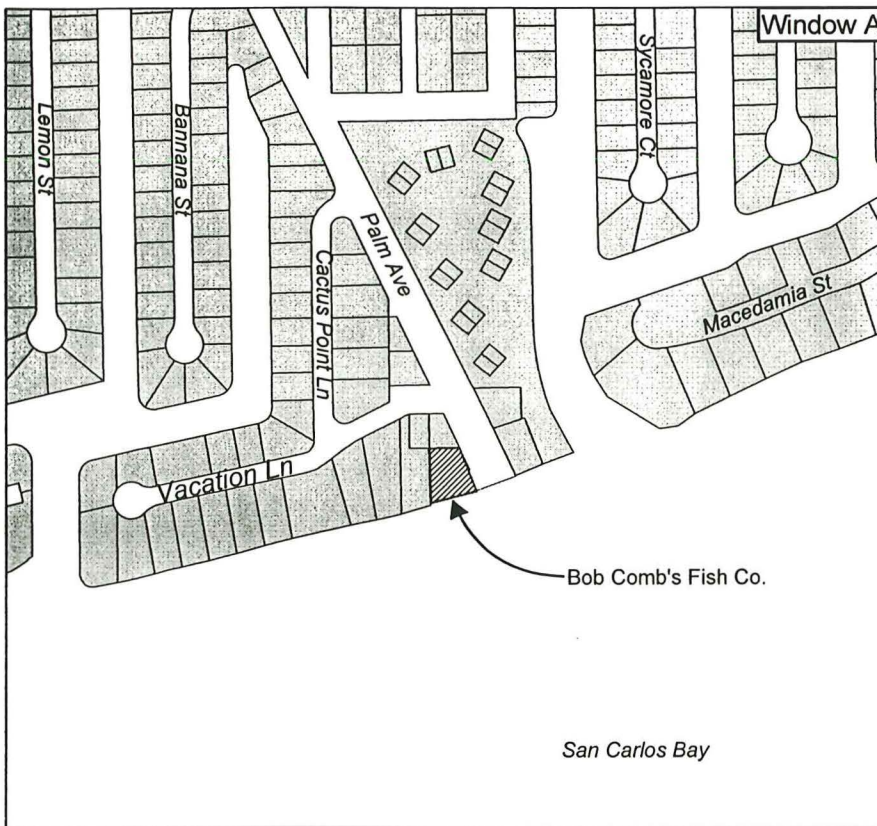 Window A
Lemon St
Bannana St
Sycamore Ct
Palm Ave
Cactus Point Ln
Macedamia St
Vacation Ln
Bob Comb's Fish Co.
San Carlos Bay